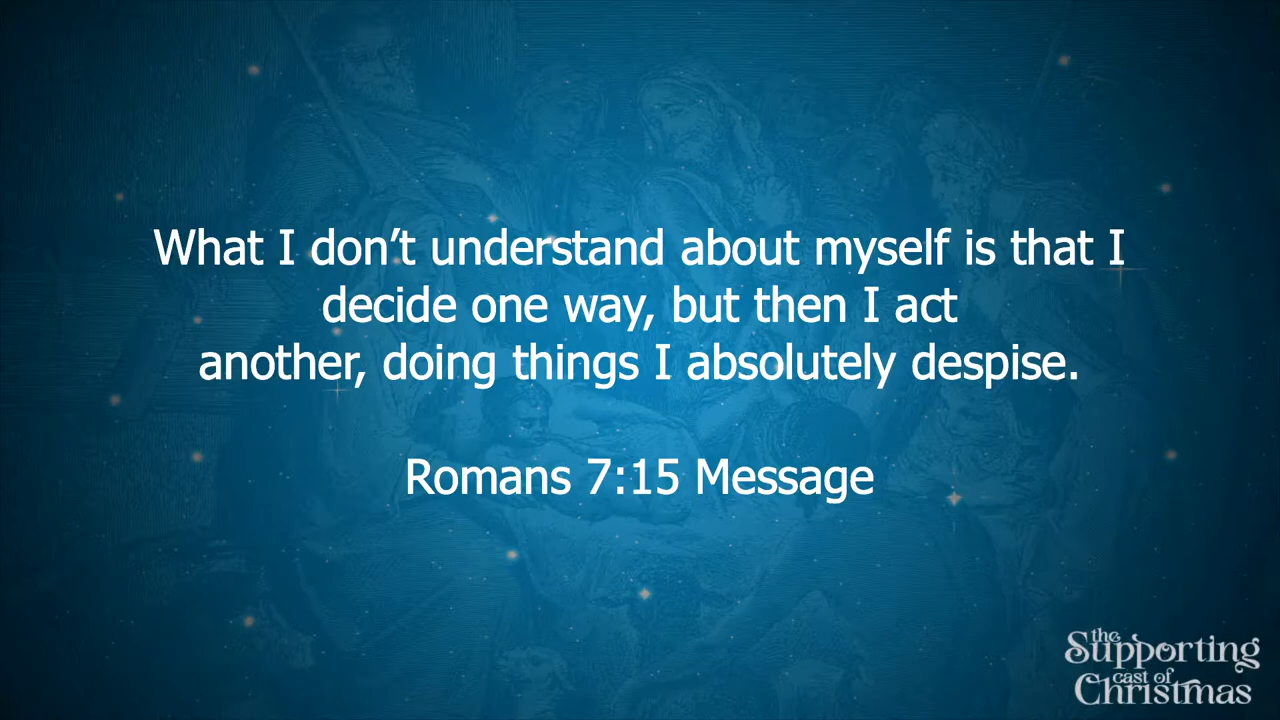 What I don’t understand about myself is that I
decide one way, but then I act
another, doing things I absolutely despise.
Romans 7:15 Message
the
Supporting
cast of
Christmas